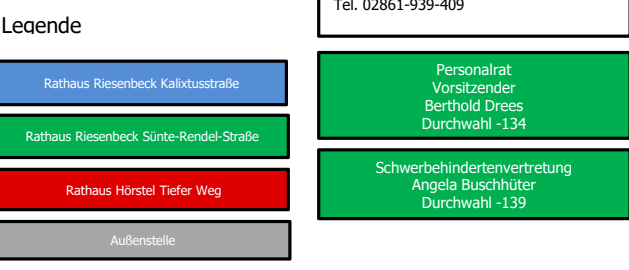 Tel. 02861-939-409
Legende
Rathaus Riesenbeck Kalixtusstraße
Rathaus Riesenbeck Sünte-Rendel-Straße
Rathaus Hörstel Tiefer Weg
Außenstelle
Personalrat
Vorsitzender
Berthold Drees
Durchwahl -134
Schwerbehindertenvertretung
Angela Buschhüter
Durchwahl -139